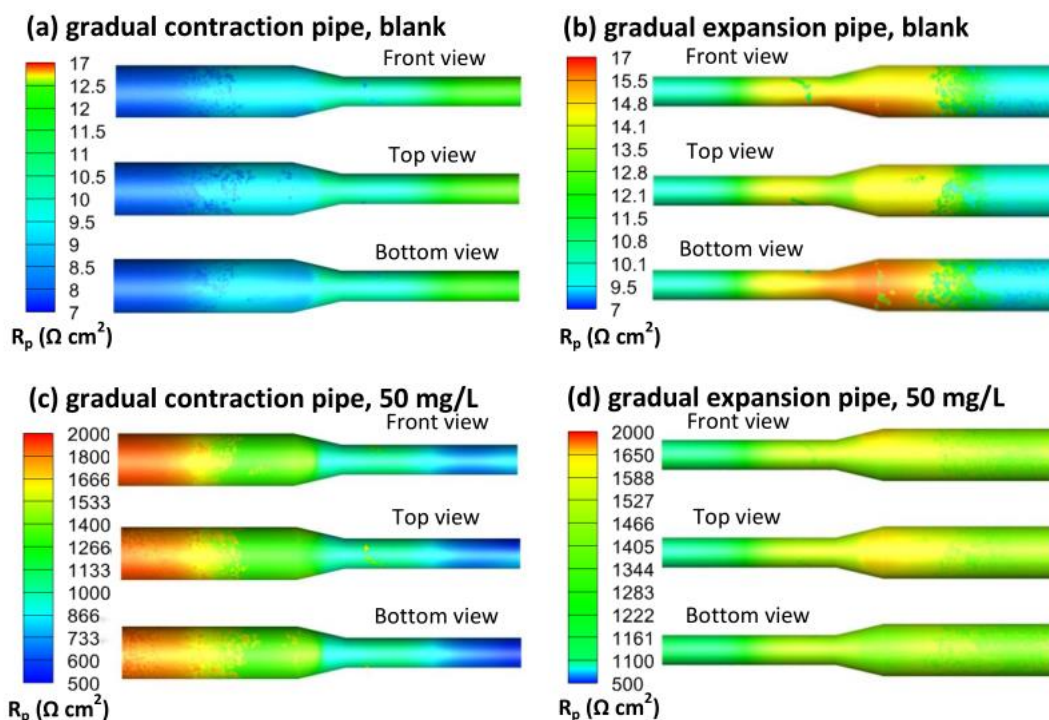 (a) gradual contraction pipe, blank
Front view
17
12.5
12
11.5
11
10.5
10
9.5
9
8.5
8
7
Top view
Bottom view
Rₚ (Ω cm²)
(b) gradual expansion pipe, blank
Front view
17
15.5
14.8
14.1
13.5
12.8
12.1
11.5
10.8
10.1
9.5
7
Top view
Bottom view
Rₚ (Ω cm²)
(c) gradual contraction pipe, 50 mg/L
Front view
2000
1800
1666
1533
1400
1266
1133
1000
866
733
600
500
Top view
Bottom view
Rₚ (Ω cm²)
(d) gradual expansion pipe, 50 mg/L
Front view
2000
1650
1588
1527
1466
1405
1344
1283
1222
1161
1100
500
Top view
Bottom view
Rₚ (Ω cm²)